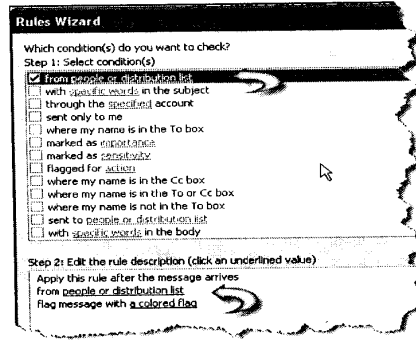 Rules Wizard
Which condition(s) do you want to check?
Step 1: Select condition(s)
from people or distribution list
with specific words in the subject
through the specified account
sent only to me
where my name is in the To box
marked as importance
marked as sensitivity
flagged for action
where my name is in the Cc box
where my name is in the To or Cc box
where my name is not in the To box
sent to people or distribution list
with specific words in the body
Step 2: Edit the rule description (click an underlined value)
Apply this rule after the message arrives
from people or distribution list
flag message with a colored flag